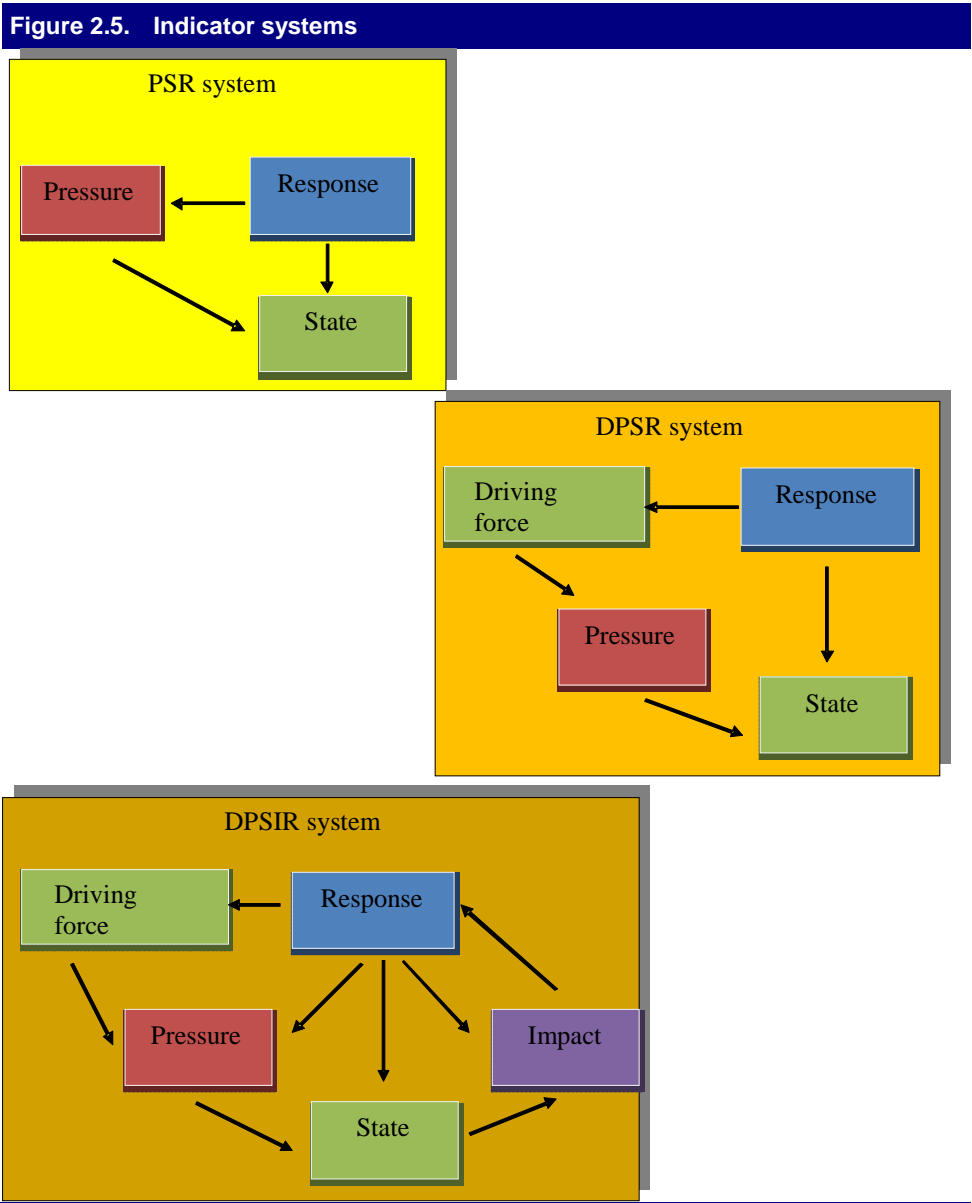 Figure 2.5. Indicator systems
PSR system
Pressure
Response
State
DPSR system
Driving
force
Response
Pressure
State
DPSIR system
Driving
force
Response
Pressure
Impact
State